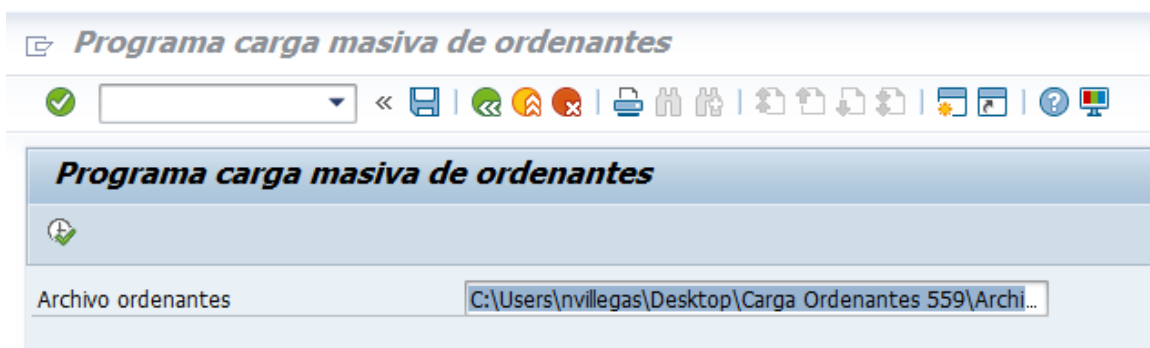 Programa carga masiva de ordenantes
Programa carga masiva de ordenantes
Archivo ordenantes C:\Users\nvillegas\Desktop\Carga Ordenantes 559\Archi...